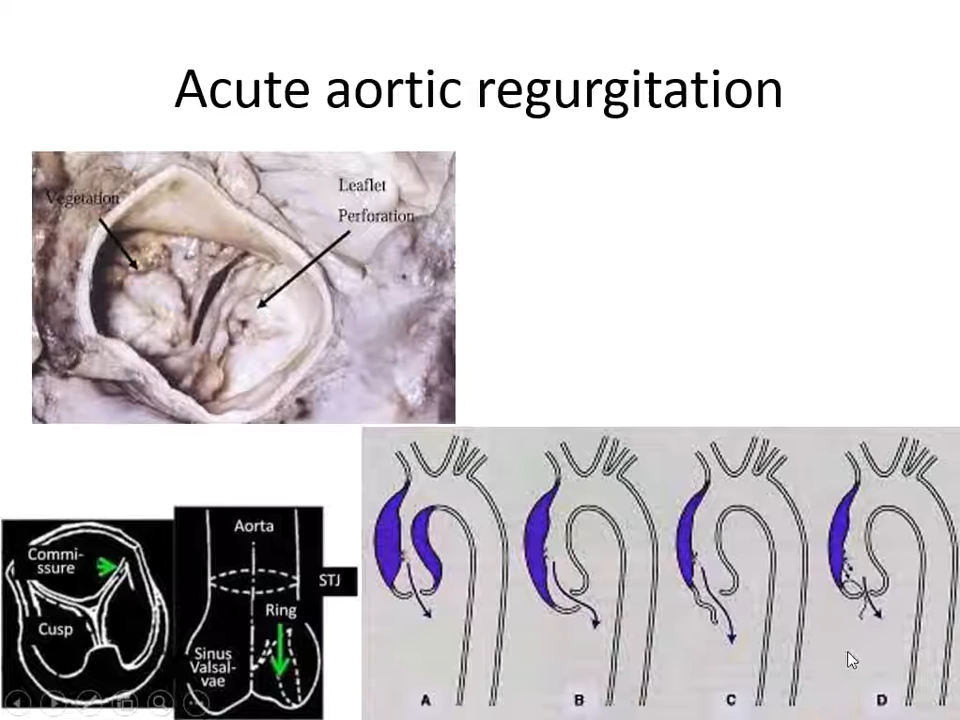 Acute aortic regurgitation
Vegetation
Leaflet
Perforation
Commi-
ssure
Cusp
Aorta
STJ
Ring
Sinus
Valsal-
vae
A
B
C
D